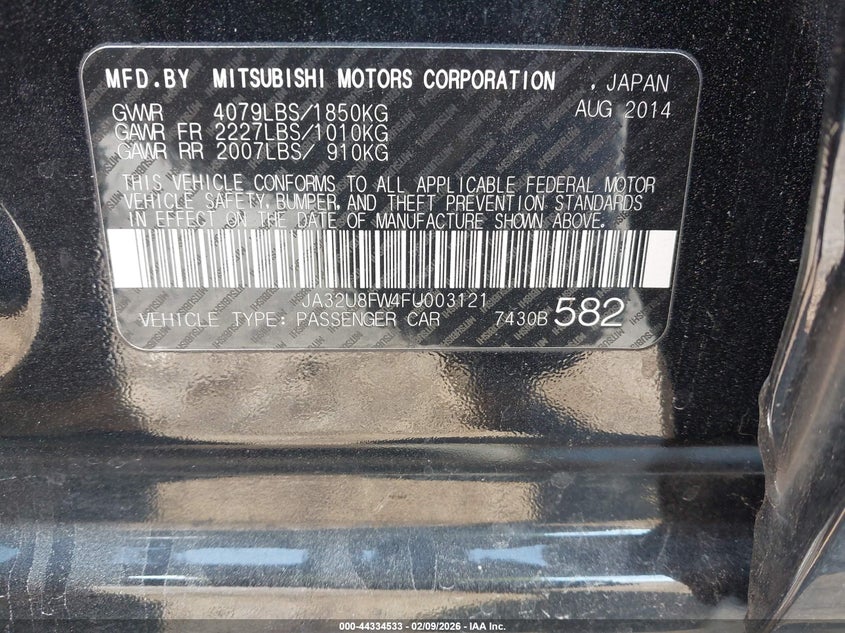 MFD.BY MITSUBISHI MOTORS CORPORATION , JAPAN
GVWR 4079LBS/1850KG AUG 2014
GAWR FR 2227LBS/1010KG
GAWR RR 2007LBS/ 910KG
THIS VEHICLE CONFORMS TO ALL APPLICABLE FEDERAL MOTOR
VEHICLE SAFETY, BUMPER, AND THEFT PREVENTION STANDARDS
IN EFFECT ON THE DATE OF MANUFACTURE SHOWN ABOVE.
JA32U8FW4FU003121
VEHICLE TYPE: PASSENGER CAR 7430B 582
000-44334533 - 02/09/2026 - IAA Inc.